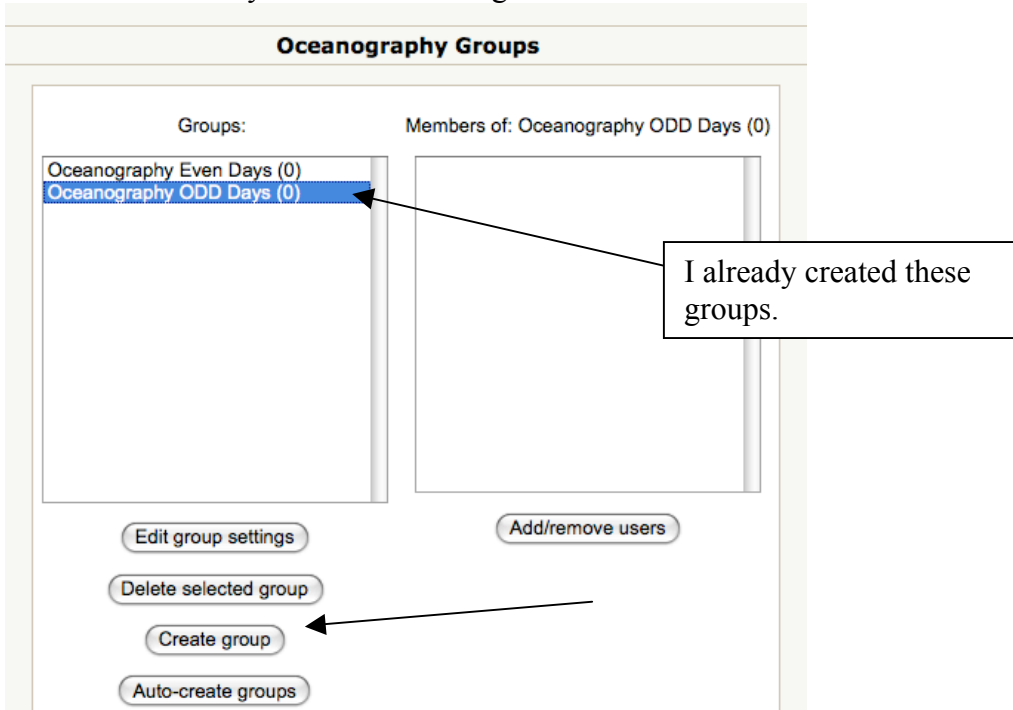 Oceanography Groups
Groups:
Members of: Oceanography ODD Days (0)
Oceanography Even Days (0)
Oceanography ODD Days (0)
I already created these
groups.
Edit group settings
Add/remove users
Delete selected group
Create group
Auto-create groups